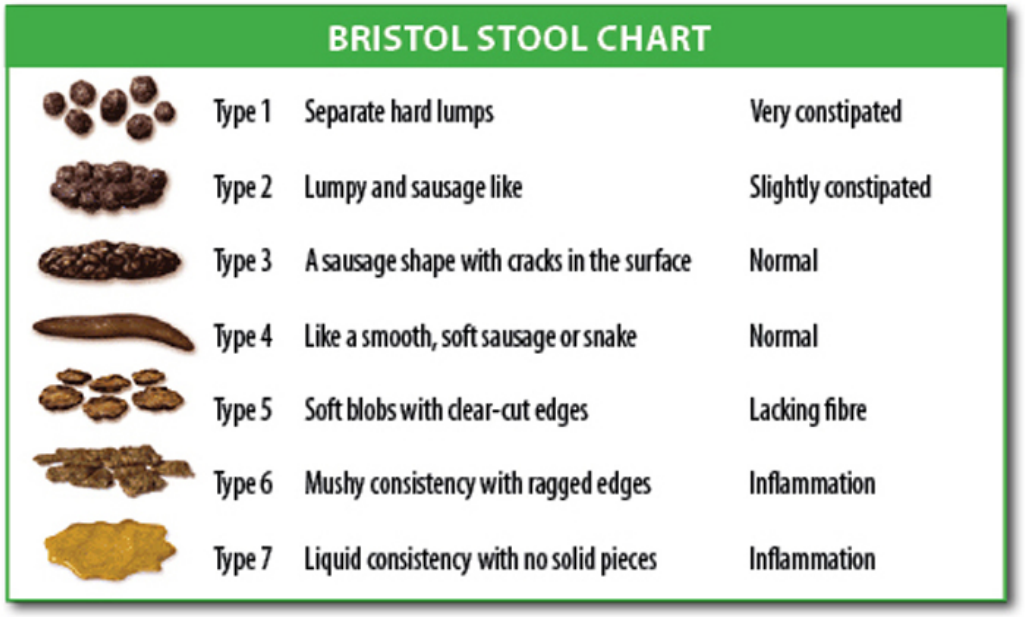 BRISTOL STOOL CHART
Type 1 Separate hard lumps Very constipated
Type 2 Lumpy and sausage like Slightly constipated
Type 3 A sausage shape with cracks in the surface Normal
Type 4 Like a smooth, soft sausage or snake Normal
Type 5 Soft blobs with clear-cut edges Lacking fibre
Type 6 Mushy consistency with ragged edges Inflammation
Type 7 Liquid consistency with no solid pieces Inflammation